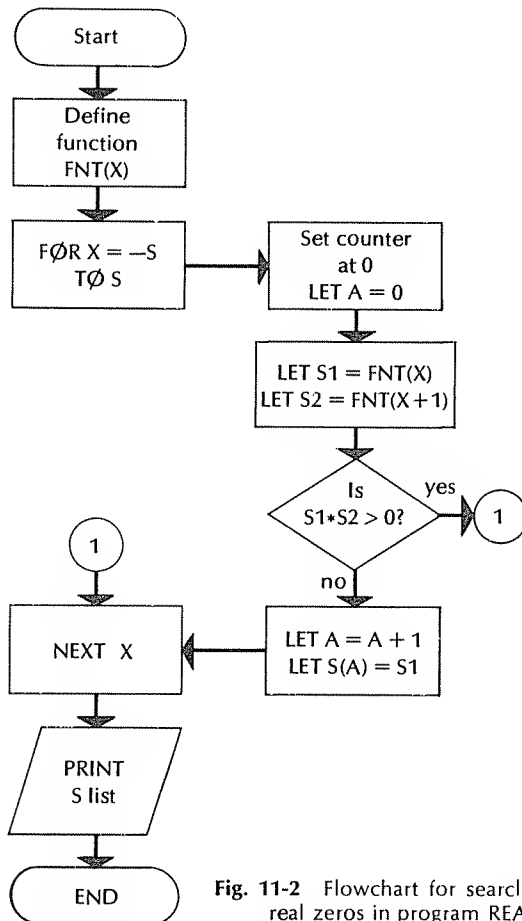 Start
Define
function
FNT(X)
FØR X = −S
TØ S
Set counter
at 0
LET A = 0
LET S1 = FNT(X)
LET S2 = FNT(X+1)
Is
S1*S2 > 0?
yes
1
no
LET A = A + 1
LET S(A) = S1
1
NEXT X
PRINT
S list
END
Fig. 11-2 Flowchart for
real zeros in program